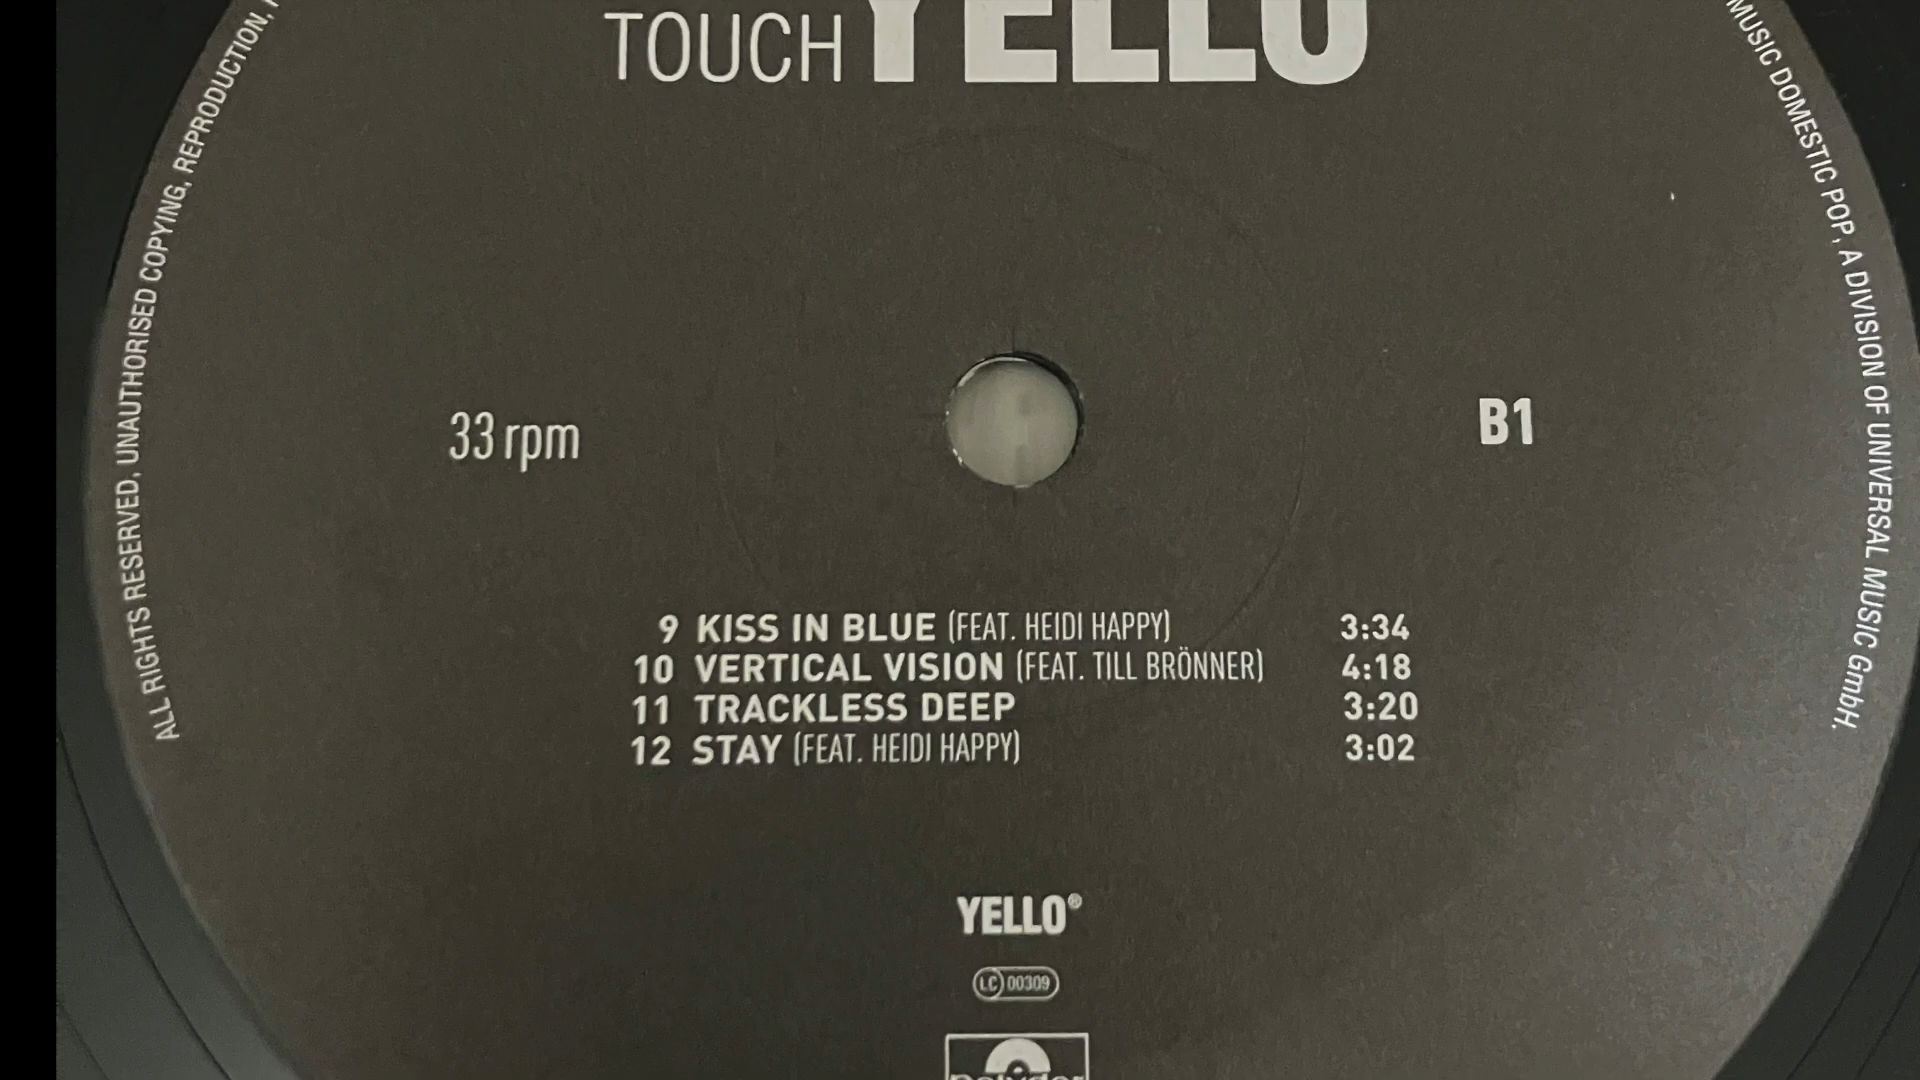 TOUCH YELLO
ALL RIGHTS RESERVED, UNAUTHORISED COPYING, REPRODUCTION,
MUSIC DOMESTIC POP, A DIVISION OF UNIVERSAL MUSIC GmbH.
33 rpm
B1
9 KISS IN BLUE (FEAT. HEIDI HAPPY) 3:34
10 VERTICAL VISION (FEAT. TILL BRÖNNER) 4:18
11 TRACKLESS DEEP 3:20
12 STAY (FEAT. HEIDI HAPPY) 3:02
YELLO®
LC 00309
polydor